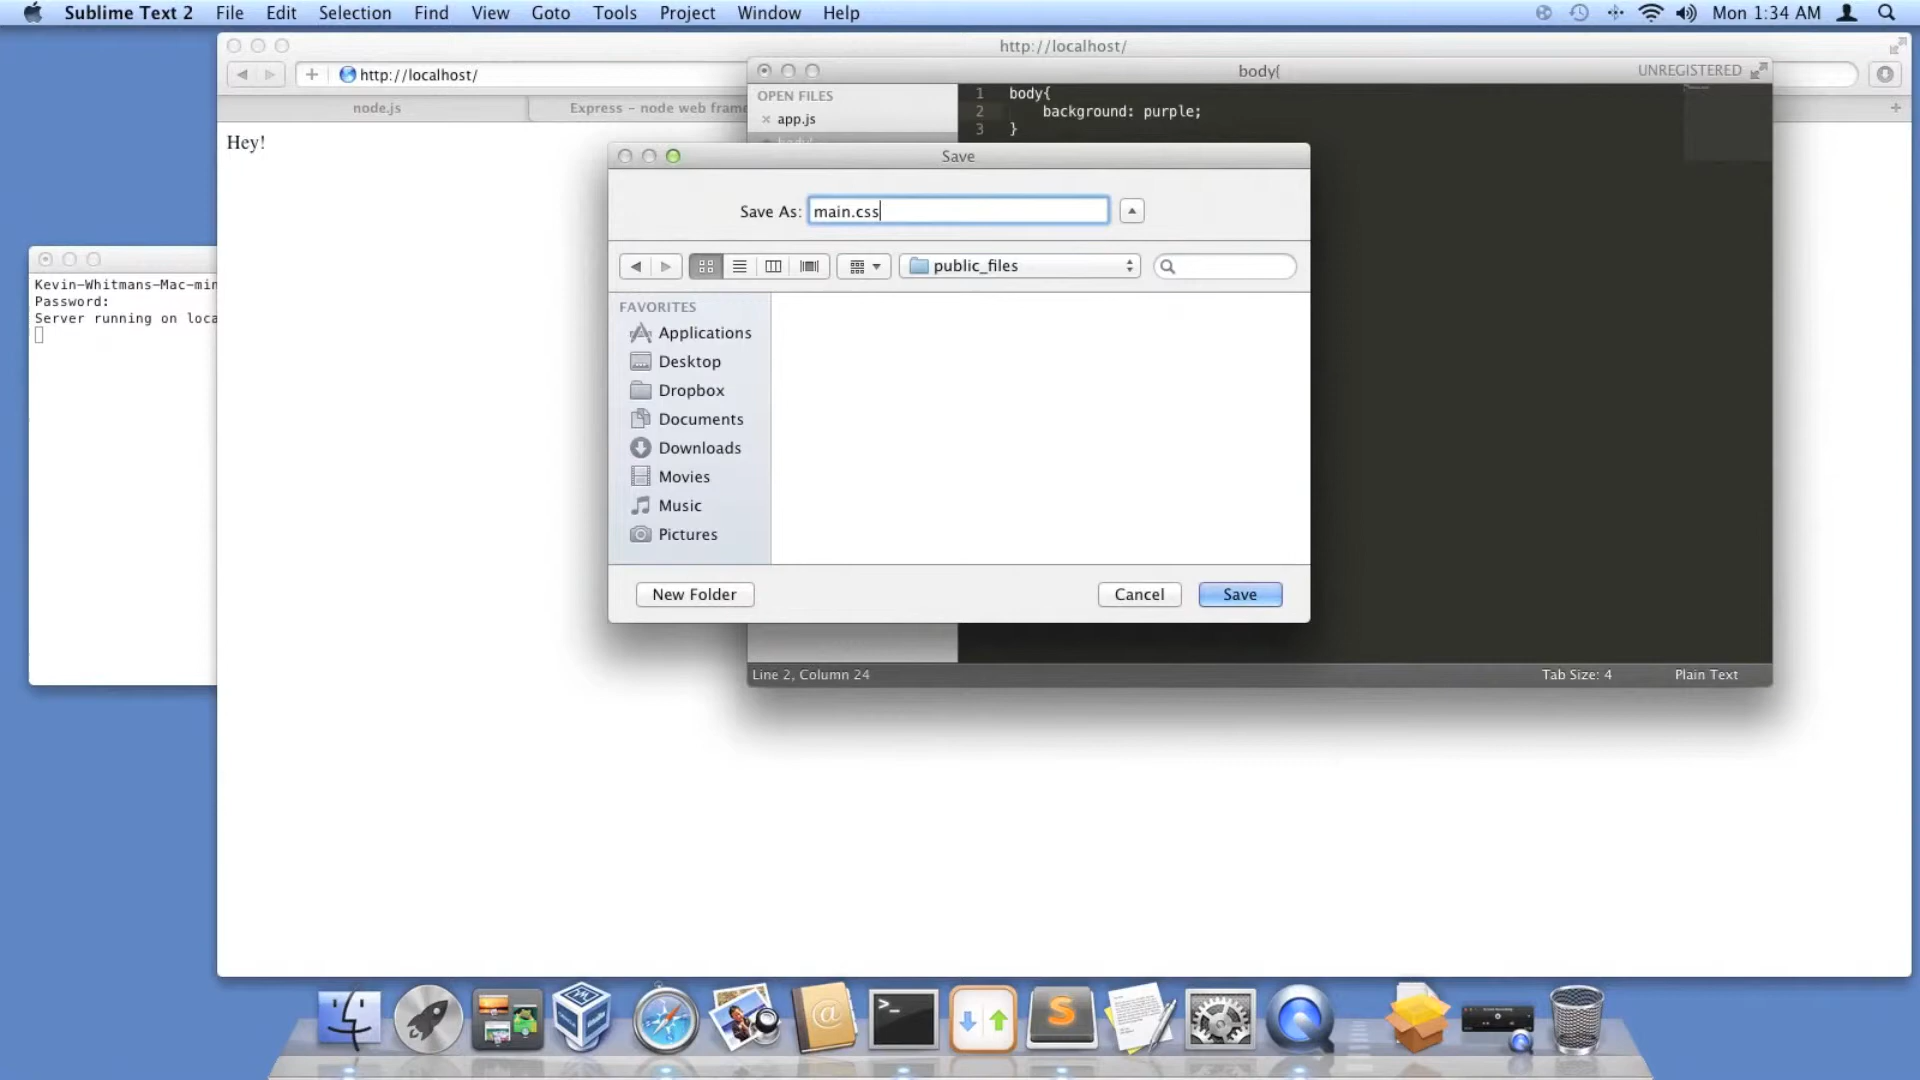 Sublime Text 2 File Edit Selection Find View Goto Tools Project Window Help Mon 1:34 AM
http://localhost/
http://localhost/
node.js Express - node web frame
Hey!
body{ UNREGISTERED
OPEN FILES
app.js
1 body{
2 background: purple;
3 }
Save
Save As: main.css
public_files
FAVORITES
Applications
Desktop
Dropbox
Documents
Downloads
Movies
Music
Pictures
New Folder Cancel Save
Line 2, Column 24 Tab Size: 4 Plain Text
Kevin-Whitmans-Mac-min
Password:
Server running on loca